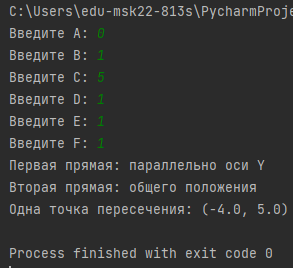 C:\Users\edu-msk22-813s\PycharmProje
Введите A: 0
Введите B: 1
Введите C: 5
Введите D: 1
Введите E: 1
Введите F: 1
Первая прямая: параллельно оси Y
Вторая прямая: общего положения
Одна точка пересечения: (-4.0, 5.0)
Process finished with exit code 0